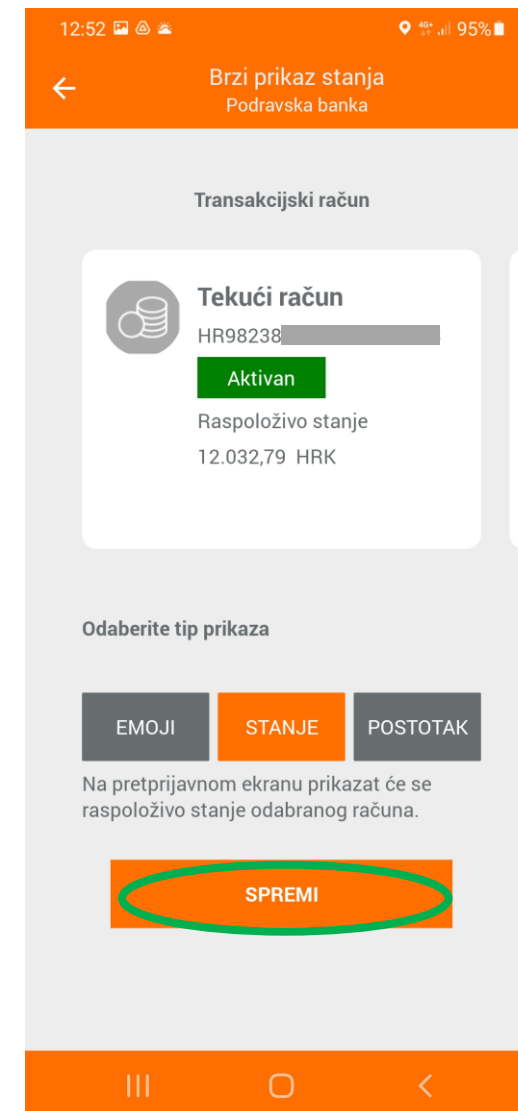 12:52 4G+ 95%
Brzi prikaz stanja
Podravska banka
Transakcijski račun
Tekući račun
HR98238
Aktivan
Raspoloživo stanje
12.032,79 HRK
Odaberite tip prikaza
EMOJI STANJE POSTOTAK
Na pretprijavnom ekranu prikazat će se
raspoloživo stanje odabranog računa.
SPREMI